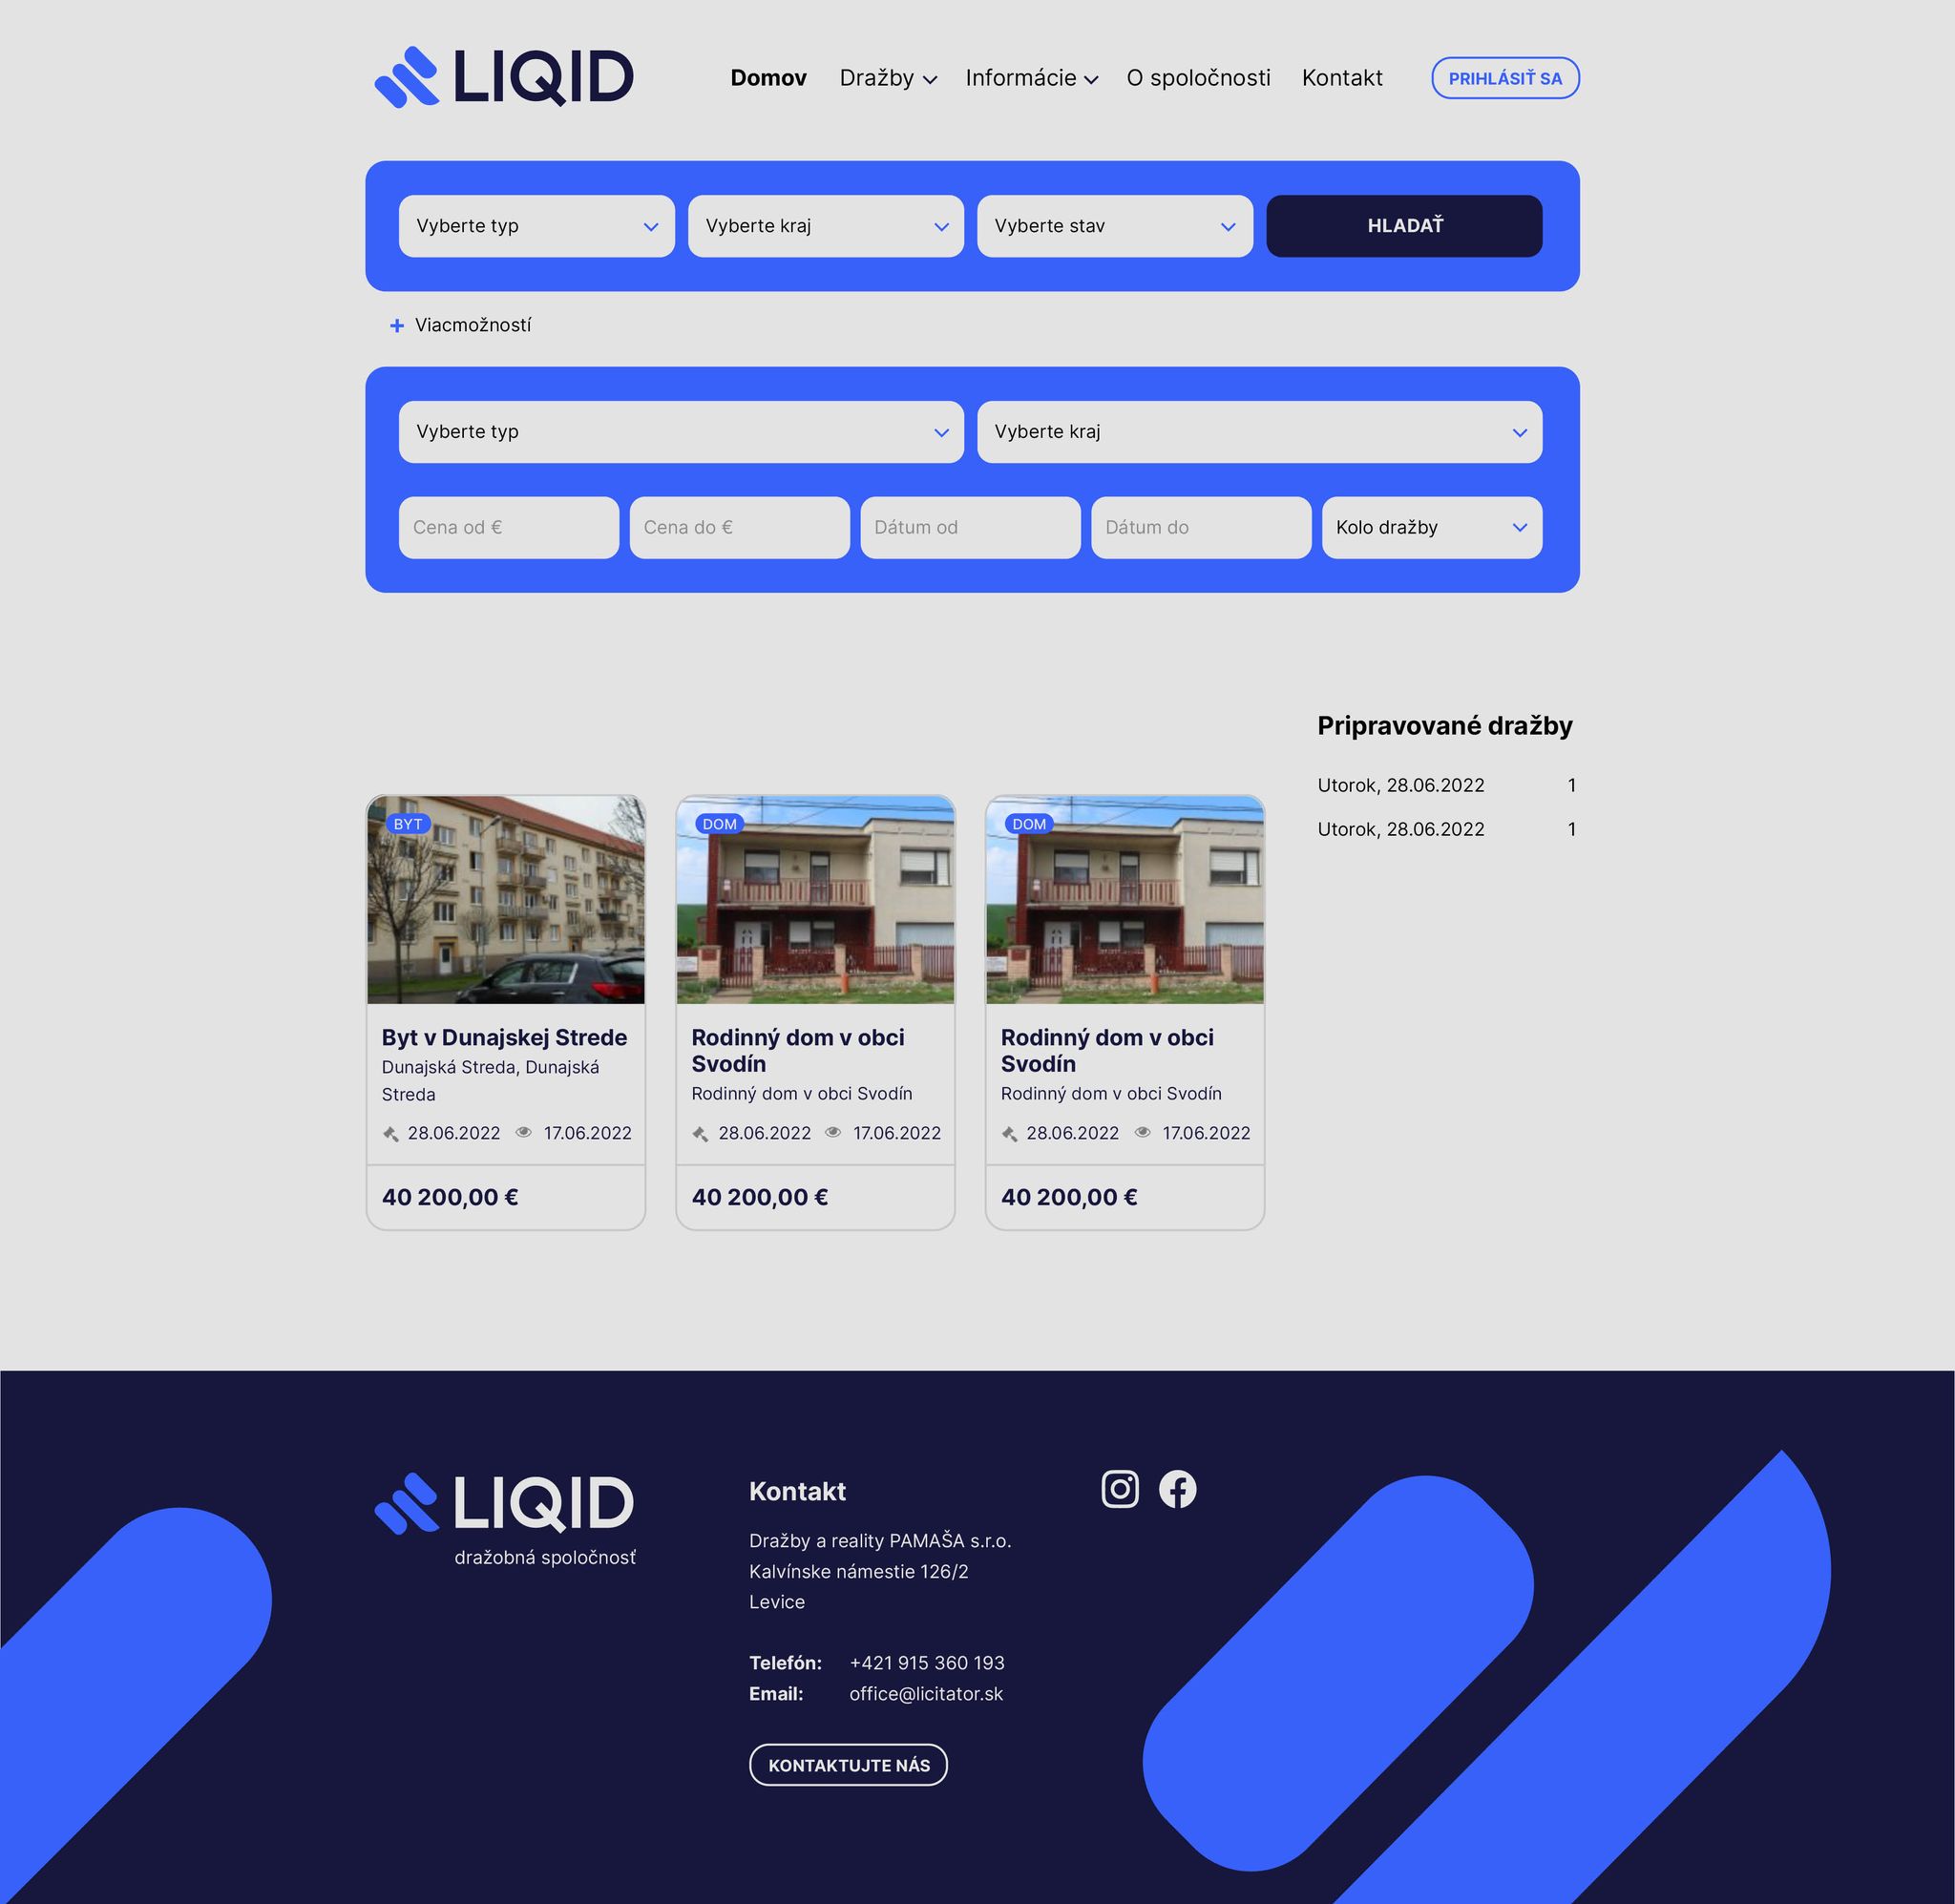 LIQID
Domov Dražby Informácie O spoločnosti Kontakt PRIHLÁSIŤ SA
Vyberte typ Vyberte kraj Vyberte stav HLADAŤ
+ Viacmožností
Vyberte typ Vyberte kraj
Cena od € Cena do € Dátum od Dátum do Kolo dražby
Pripravované dražby
Utorok, 28.06.2022 1
Utorok, 28.06.2022 1
BYT
Byt v Dunajskej Strede
Dunajská Streda, Dunajská
Streda
28.06.2022 17.06.2022
40 200,00 €
DOM
Rodinný dom v obci
Svodín
Rodinný dom v obci Svodín
28.06.2022 17.06.2022
40 200,00 €
DOM
Rodinný dom v obci
Svodín
Rodinný dom v obci Svodín
28.06.2022 17.06.2022
40 200,00 €
LIQID
dražobná spoločnosť
Kontakt
Dražby a reality PAMAŠA s.r.o.
Kalvínske námestie 126/2
Levice
Telefón: +421 915 360 193
Email: office@licitator.sk
KONTAKTUJTE NÁS